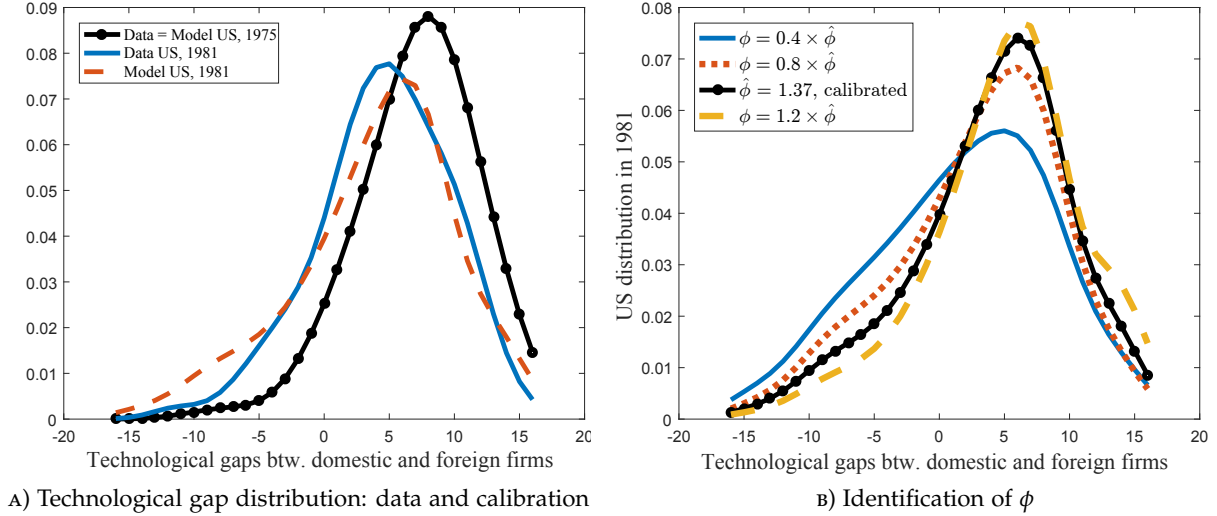 Data = Model US, 1975
Data US, 1981
Model US, 1981
0.09
0.08
0.07
0.06
0.05
0.04
0.03
0.02
0.01
0
-20 -15 -10 -5 0 5 10 15 20
Technological gaps btw. domestic and foreign firms
A) Technological gap distribution: data and calibration
ϕ = 0.4 × ϕ̂
ϕ = 0.8 × ϕ̂
ϕ̂ = 1.37, calibrated
ϕ = 1.2 × ϕ̂
US distribution in 1981
0.08
0.07
0.06
0.05
0.04
0.03
0.02
0.01
0
-20 -15 -10 -5 0 5 10 15 20
Technological gaps btw. domestic and foreign firms
B) Identification of ϕ